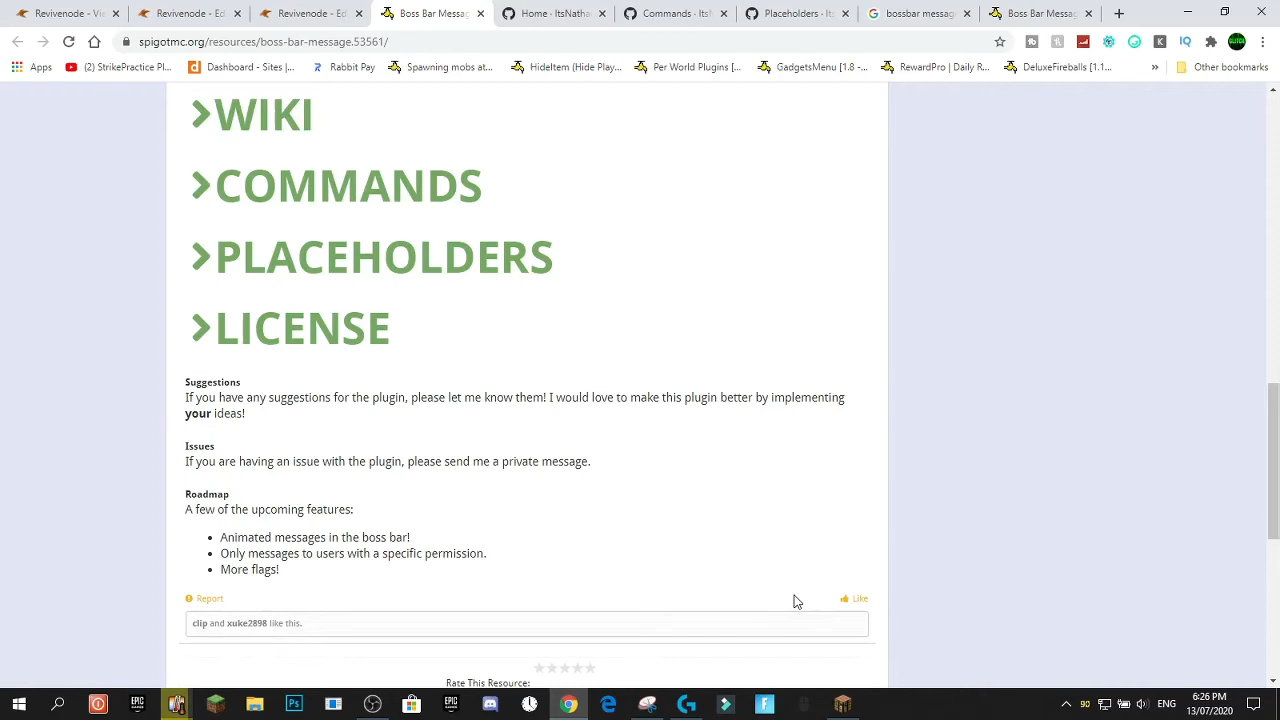 Revivenode - Vie
Revivenode - Ed
Revivenode - Ed
Boss Bar Messag
Home · ItsNathan
Commands · ItsN
Placeholders · Its
bossbar message
Boss Bar Messag
spigotmc.org/resources/boss-bar-message.53561/
Apps
(2) StrikePractice Pl...
Dashboard - Sites |...
Rabbit Pay
Spawning mobs at...
HideItem (Hide Play...
Per World Plugins [...
GadgetsMenu [1.8 -...
RewardPro | Daily R...
DeluxeFireballs [1.1...
Other bookmarks
WIKI
COMMANDS
PLACEHOLDERS
LICENSE
Suggestions
If you have any suggestions for the plugin, please let me know them! I would love to make this plugin better by implementing
your ideas!
Issues
If you are having an issue with the plugin, please send me a private message.
Roadmap
A few of the upcoming features:
• Animated messages in the boss bar!
• Only messages to users with a specific permission.
• More flags!
Report
Like
clip and xuke2898 like this.
Rate This Resource:
90
ENG
6:26 PM
13/07/2020